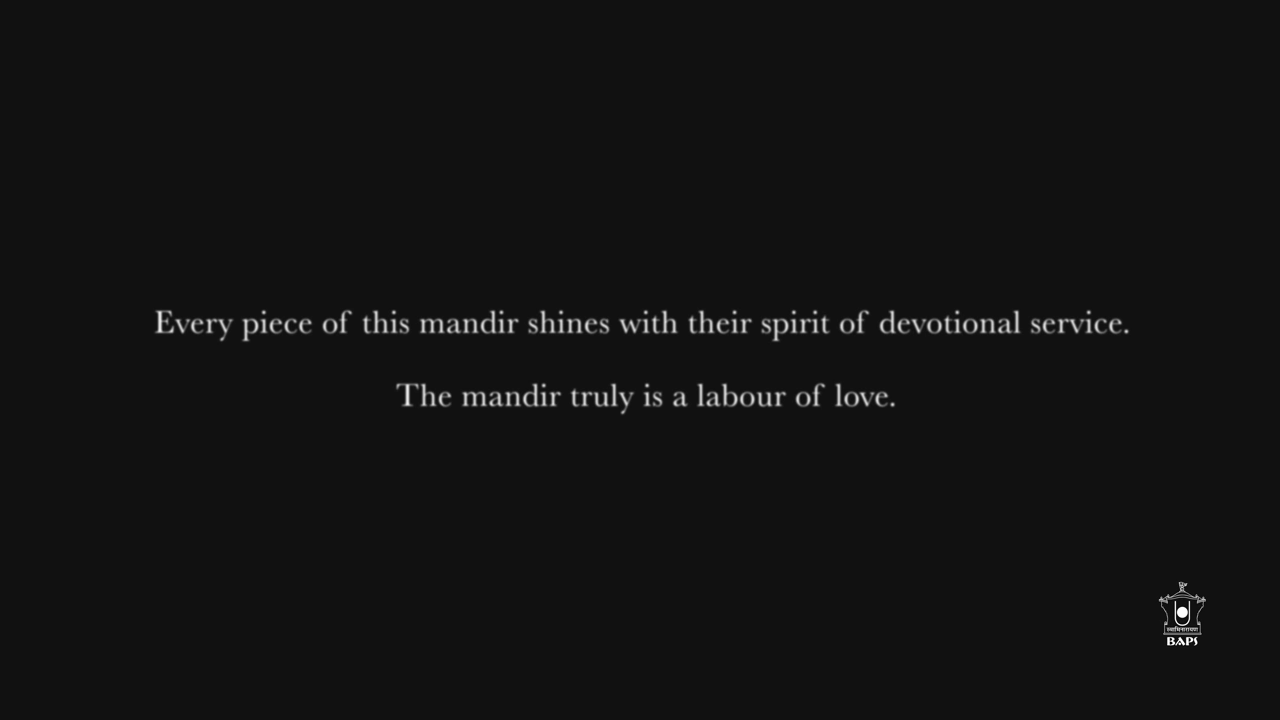 Every piece of this mandir shines with their spirit of devotional service.
The mandir truly is a labour of love.
स्वामिनारायण
BAPS